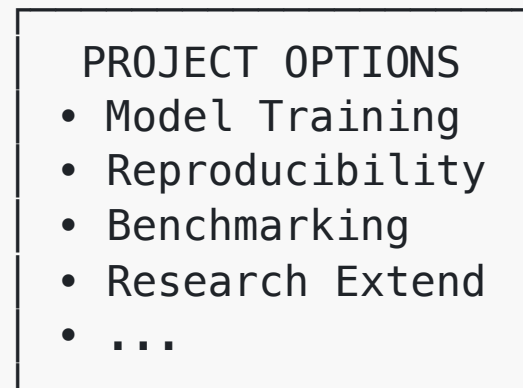 PROJECT OPTIONS
• Model Training
• Reproducibility
• Benchmarking
• Research Extend
• ...